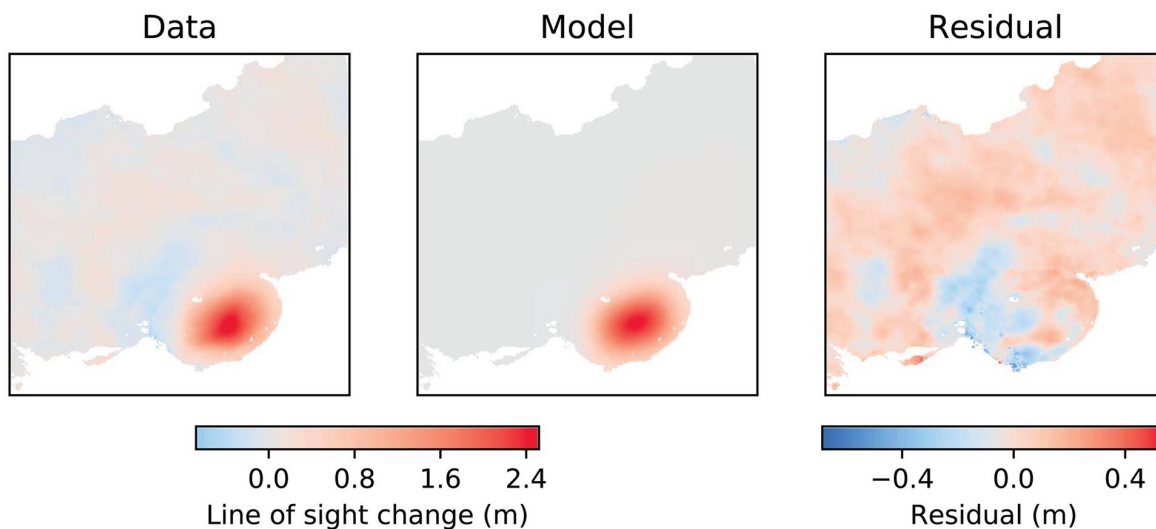 Data
Model
Residual
0.0 0.8 1.6 2.4
Line of sight change (m)
−0.4 0.0 0.4
Residual (m)